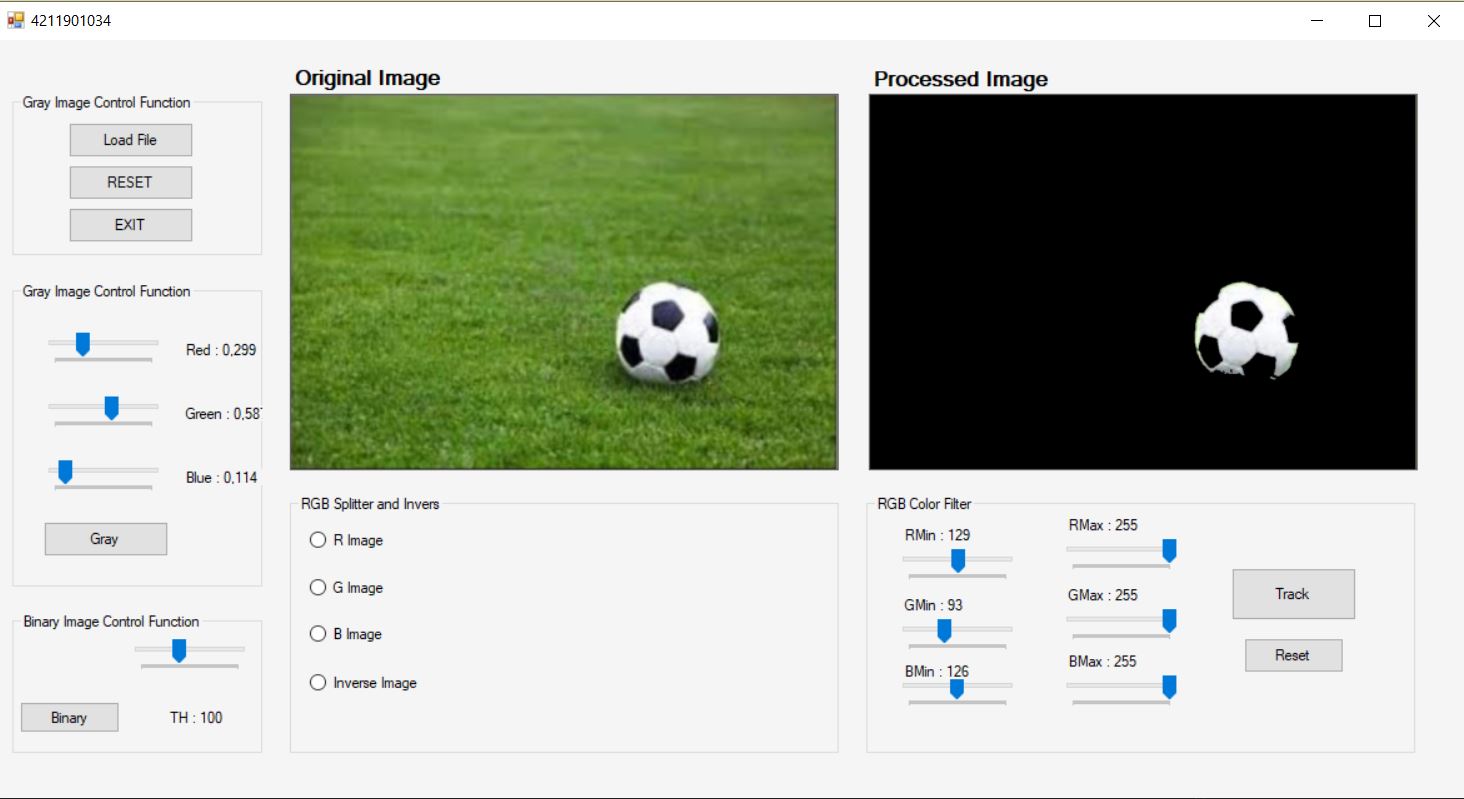 4211901034
Original Image
Processed Image
Gray Image Control Function
Load File
RESET
EXIT
Gray Image Control Function
Red : 0,299
Green : 0,587
Blue : 0,114
Gray
Binary Image Control Function
Binary
TH : 100
RGB Splitter and Invers
R Image
G Image
B Image
Inverse Image
RGB Color Filter
RMin : 129
RMax : 255
GMin : 93
GMax : 255
BMin : 126
BMax : 255
Track
Reset